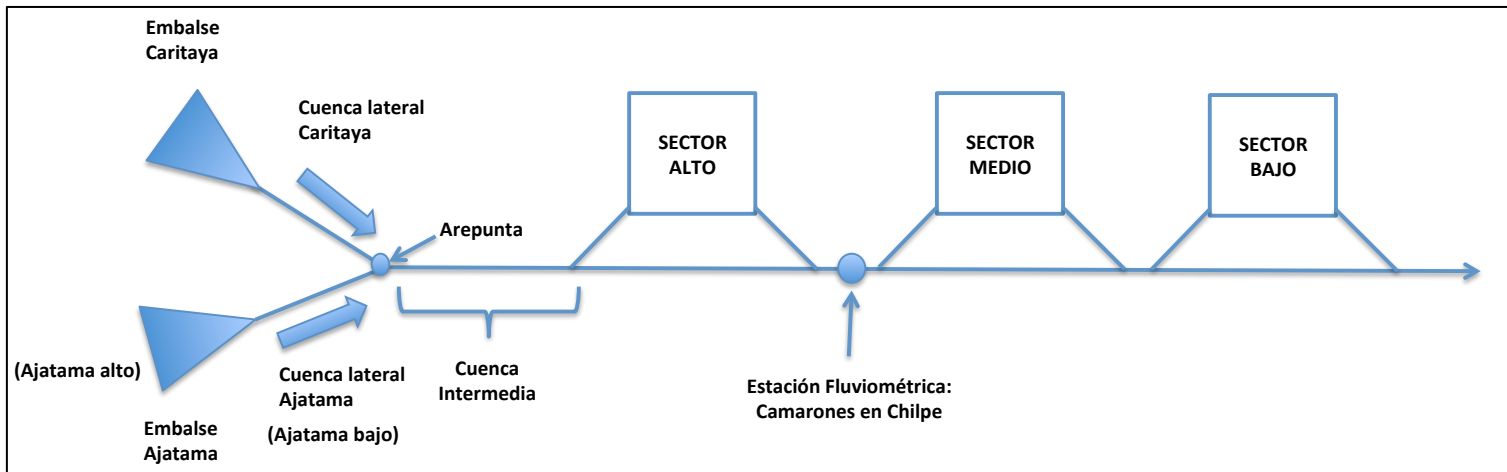 Embalse
Caritaya
Cuenca lateral
Caritaya
Arepunta
SECTOR
ALTO
SECTOR
MEDIO
SECTOR
BAJO
(Ajatama alto)
Embalse
Ajatama
Cuenca lateral
Ajatama
(Ajatama bajo)
Cuenca
Intermedia
Estación Fluviométrica:
Camarones en Chilpe